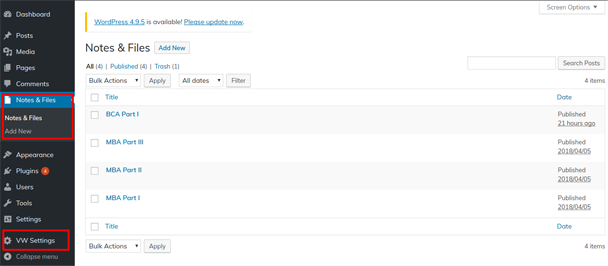 Screen Options
Dashboard
WordPress 4.9.5 is available! Please update now.
Posts
Media
Pages
Comments
Notes & Files
Notes & Files
Add New
Appearance
Plugins 4
Users
Tools
Settings
VW Settings
Collapse menu
Notes & Files Add New
All (4) | Published (4) | Trash (1)
Search Posts
Bulk Actions Apply All dates Filter 4 items
Title Date
BCA Part I Published
21 hours ago
MBA Part III Published
2018/04/05
MBA Part II Published
2018/04/05
MBA Part I Published
2018/04/05
Title Date
Bulk Actions Apply 4 items